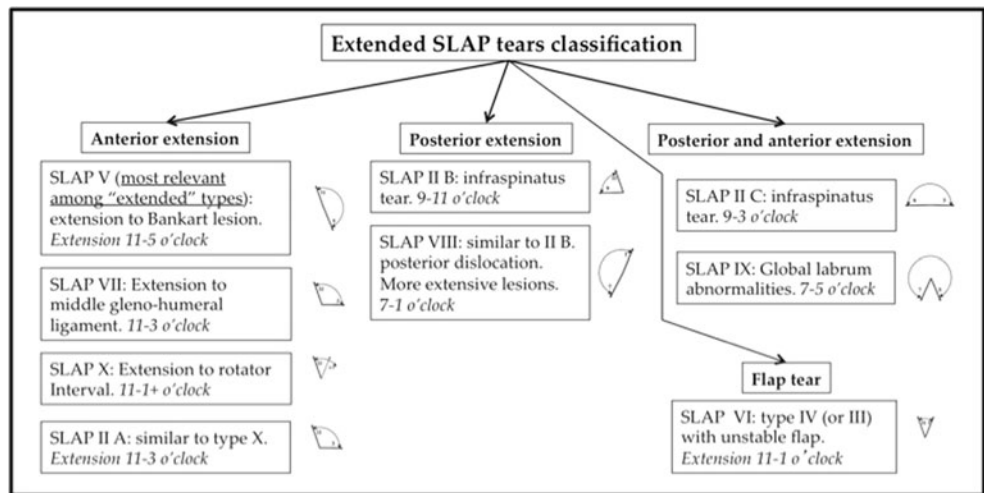 Extended SLAP tears classification
Anterior extension
SLAP V (most relevant
among "extended" types):
extension to Bankart lesion.
Extension 11-5 o'clock
SLAP VII: Extension to
middle gleno-humeral
ligament. 11-3 o'clock
SLAP X: Extension to rotator
Interval. 11-1+ o'clock
SLAP II A: similar to type X.
Extension 11-3 o'clock
Posterior extension
SLAP II B: infraspinatus
tear. 9-11 o'clock
SLAP VIII: similar to II B.
posterior dislocation.
More extensive lesions.
7-1 o'clock
Posterior and anterior extension
SLAP II C: infraspinatus
tear. 9-3 o'clock
SLAP IX: Global labrum
abnormalities. 7-5 o'clock
Flap tear
SLAP VI: type IV (or III)
with unstable flap.
Extension 11-1 o'clock